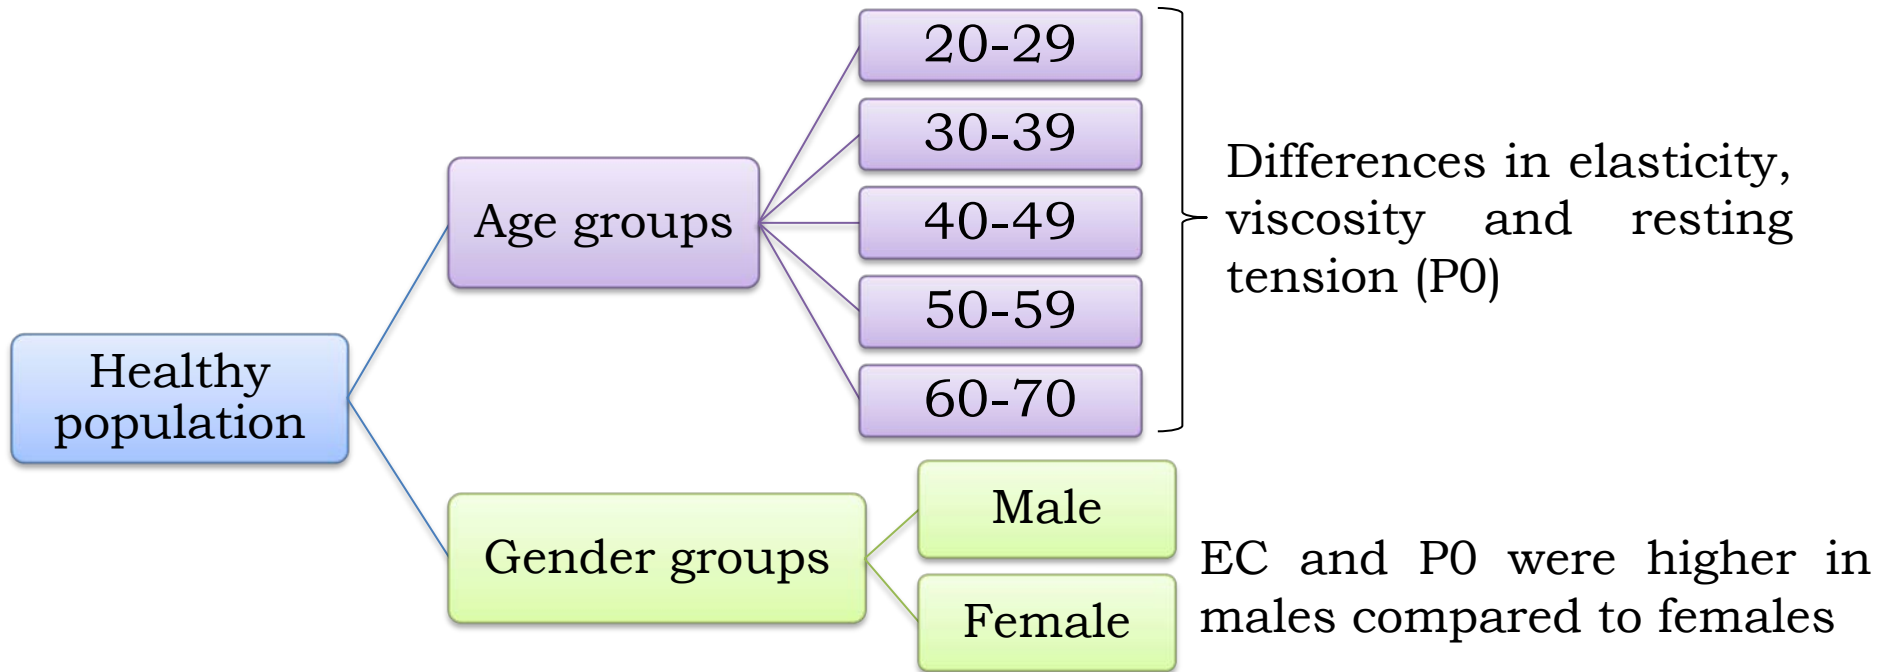 Healthy
population
Age groups
20-29
30-39
40-49
50-59
60-70
Differences in elasticity,
viscosity and resting
tension (P0)
Gender groups
Male
Female
EC and P0 were higher in
males compared to females